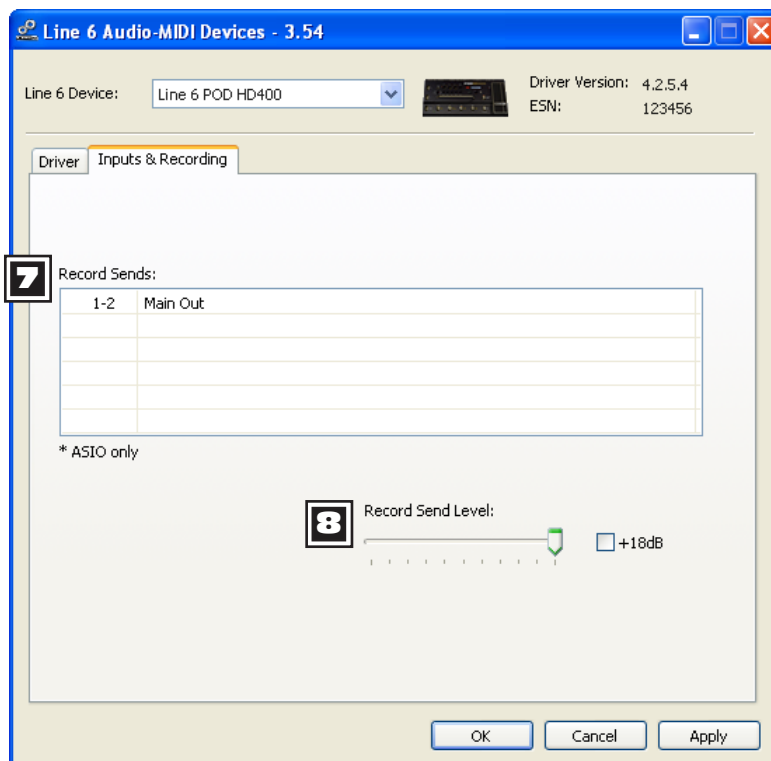 Line 6 Audio-MIDI Devices - 3.54
Line 6 Device:
Line 6 POD HD400
Driver Version: 4.2.5.4
ESN: 123456
Driver
Inputs & Recording
7
Record Sends:
1-2 Main Out
* ASIO only
8
Record Send Level:
+18dB
OK
Cancel
Apply